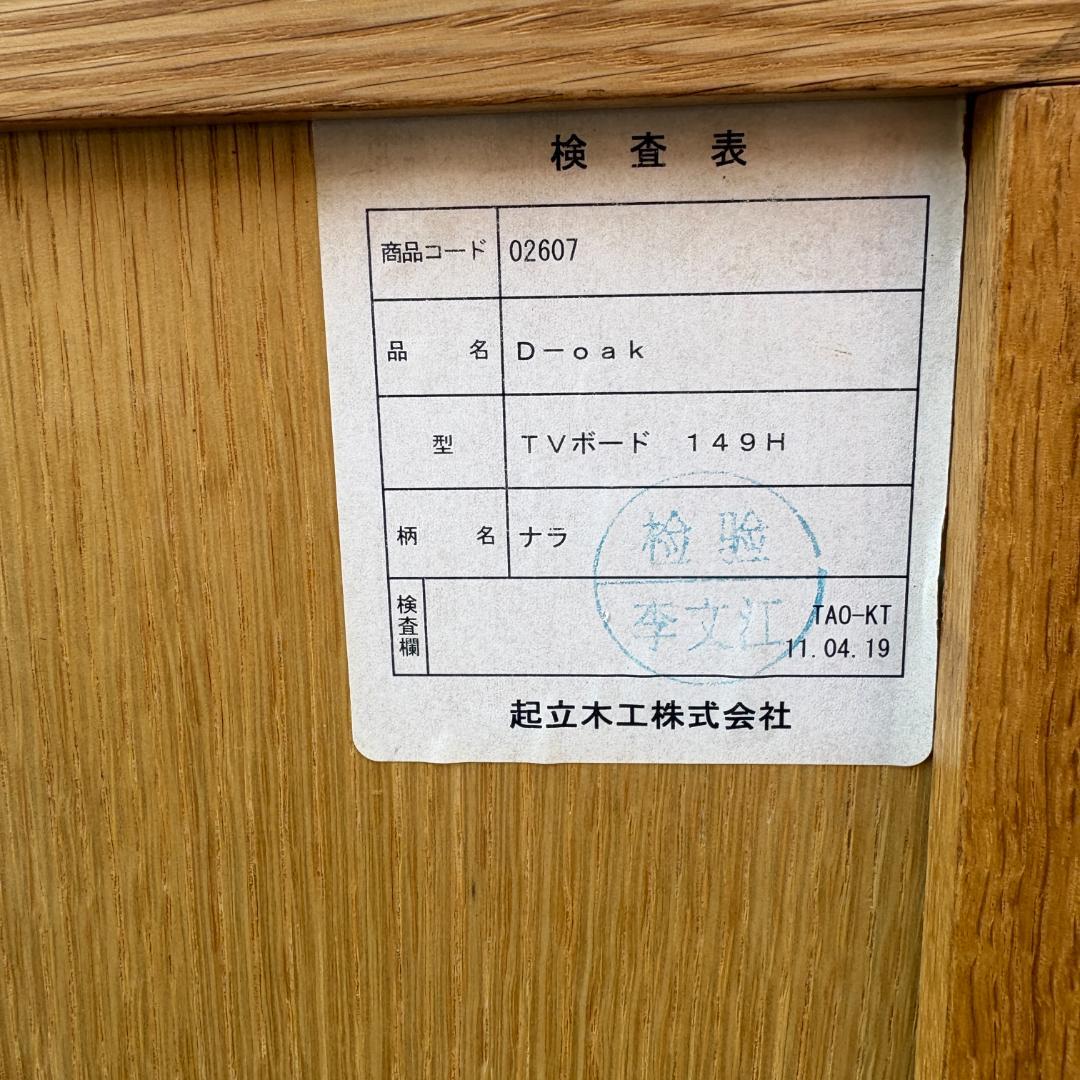 検査表
商品コード 02607
品名 D－oak
型 TVボード 149H
柄名 ナラ
检验
李文江
検査欄
TAO-KT
11.04.19
起立木工株式会社